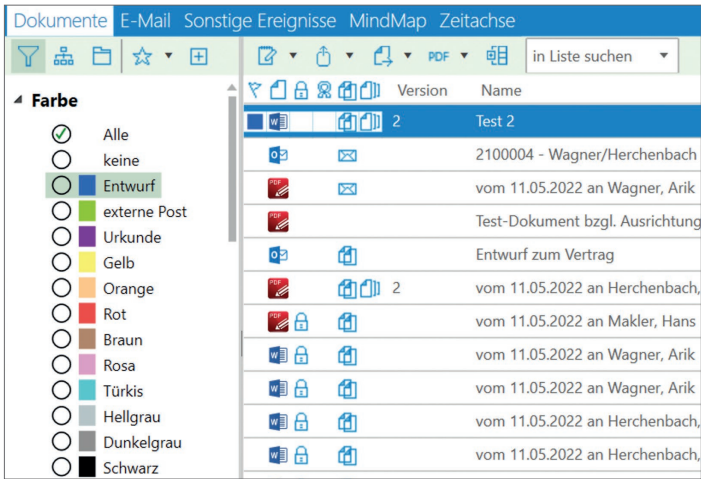 Dokumente E-Mail Sonstige Ereignisse MindMap Zeitachse
PDF in Liste suchen
Farbe
Alle
keine
Entwurf
externe Post
Urkunde
Gelb
Orange
Rot
Braun
Rosa
Türkis
Hellgrau
Dunkelgrau
Schwarz
Version Name
2 Test 2
2100004 - Wagner/Herchenbach
PDF vom 11.05.2022 an Wagner, Arik
PDF Test-Dokument bzgl. Ausrichtung
Entwurf zum Vertrag
PDF 2 vom 11.05.2022 an Herchenbach,
PDF vom 11.05.2022 an Makler, Hans
vom 11.05.2022 an Wagner, Arik
vom 11.05.2022 an Wagner, Arik
vom 11.05.2022 an Herchenbach,
vom 11.05.2022 an Herchenbach,